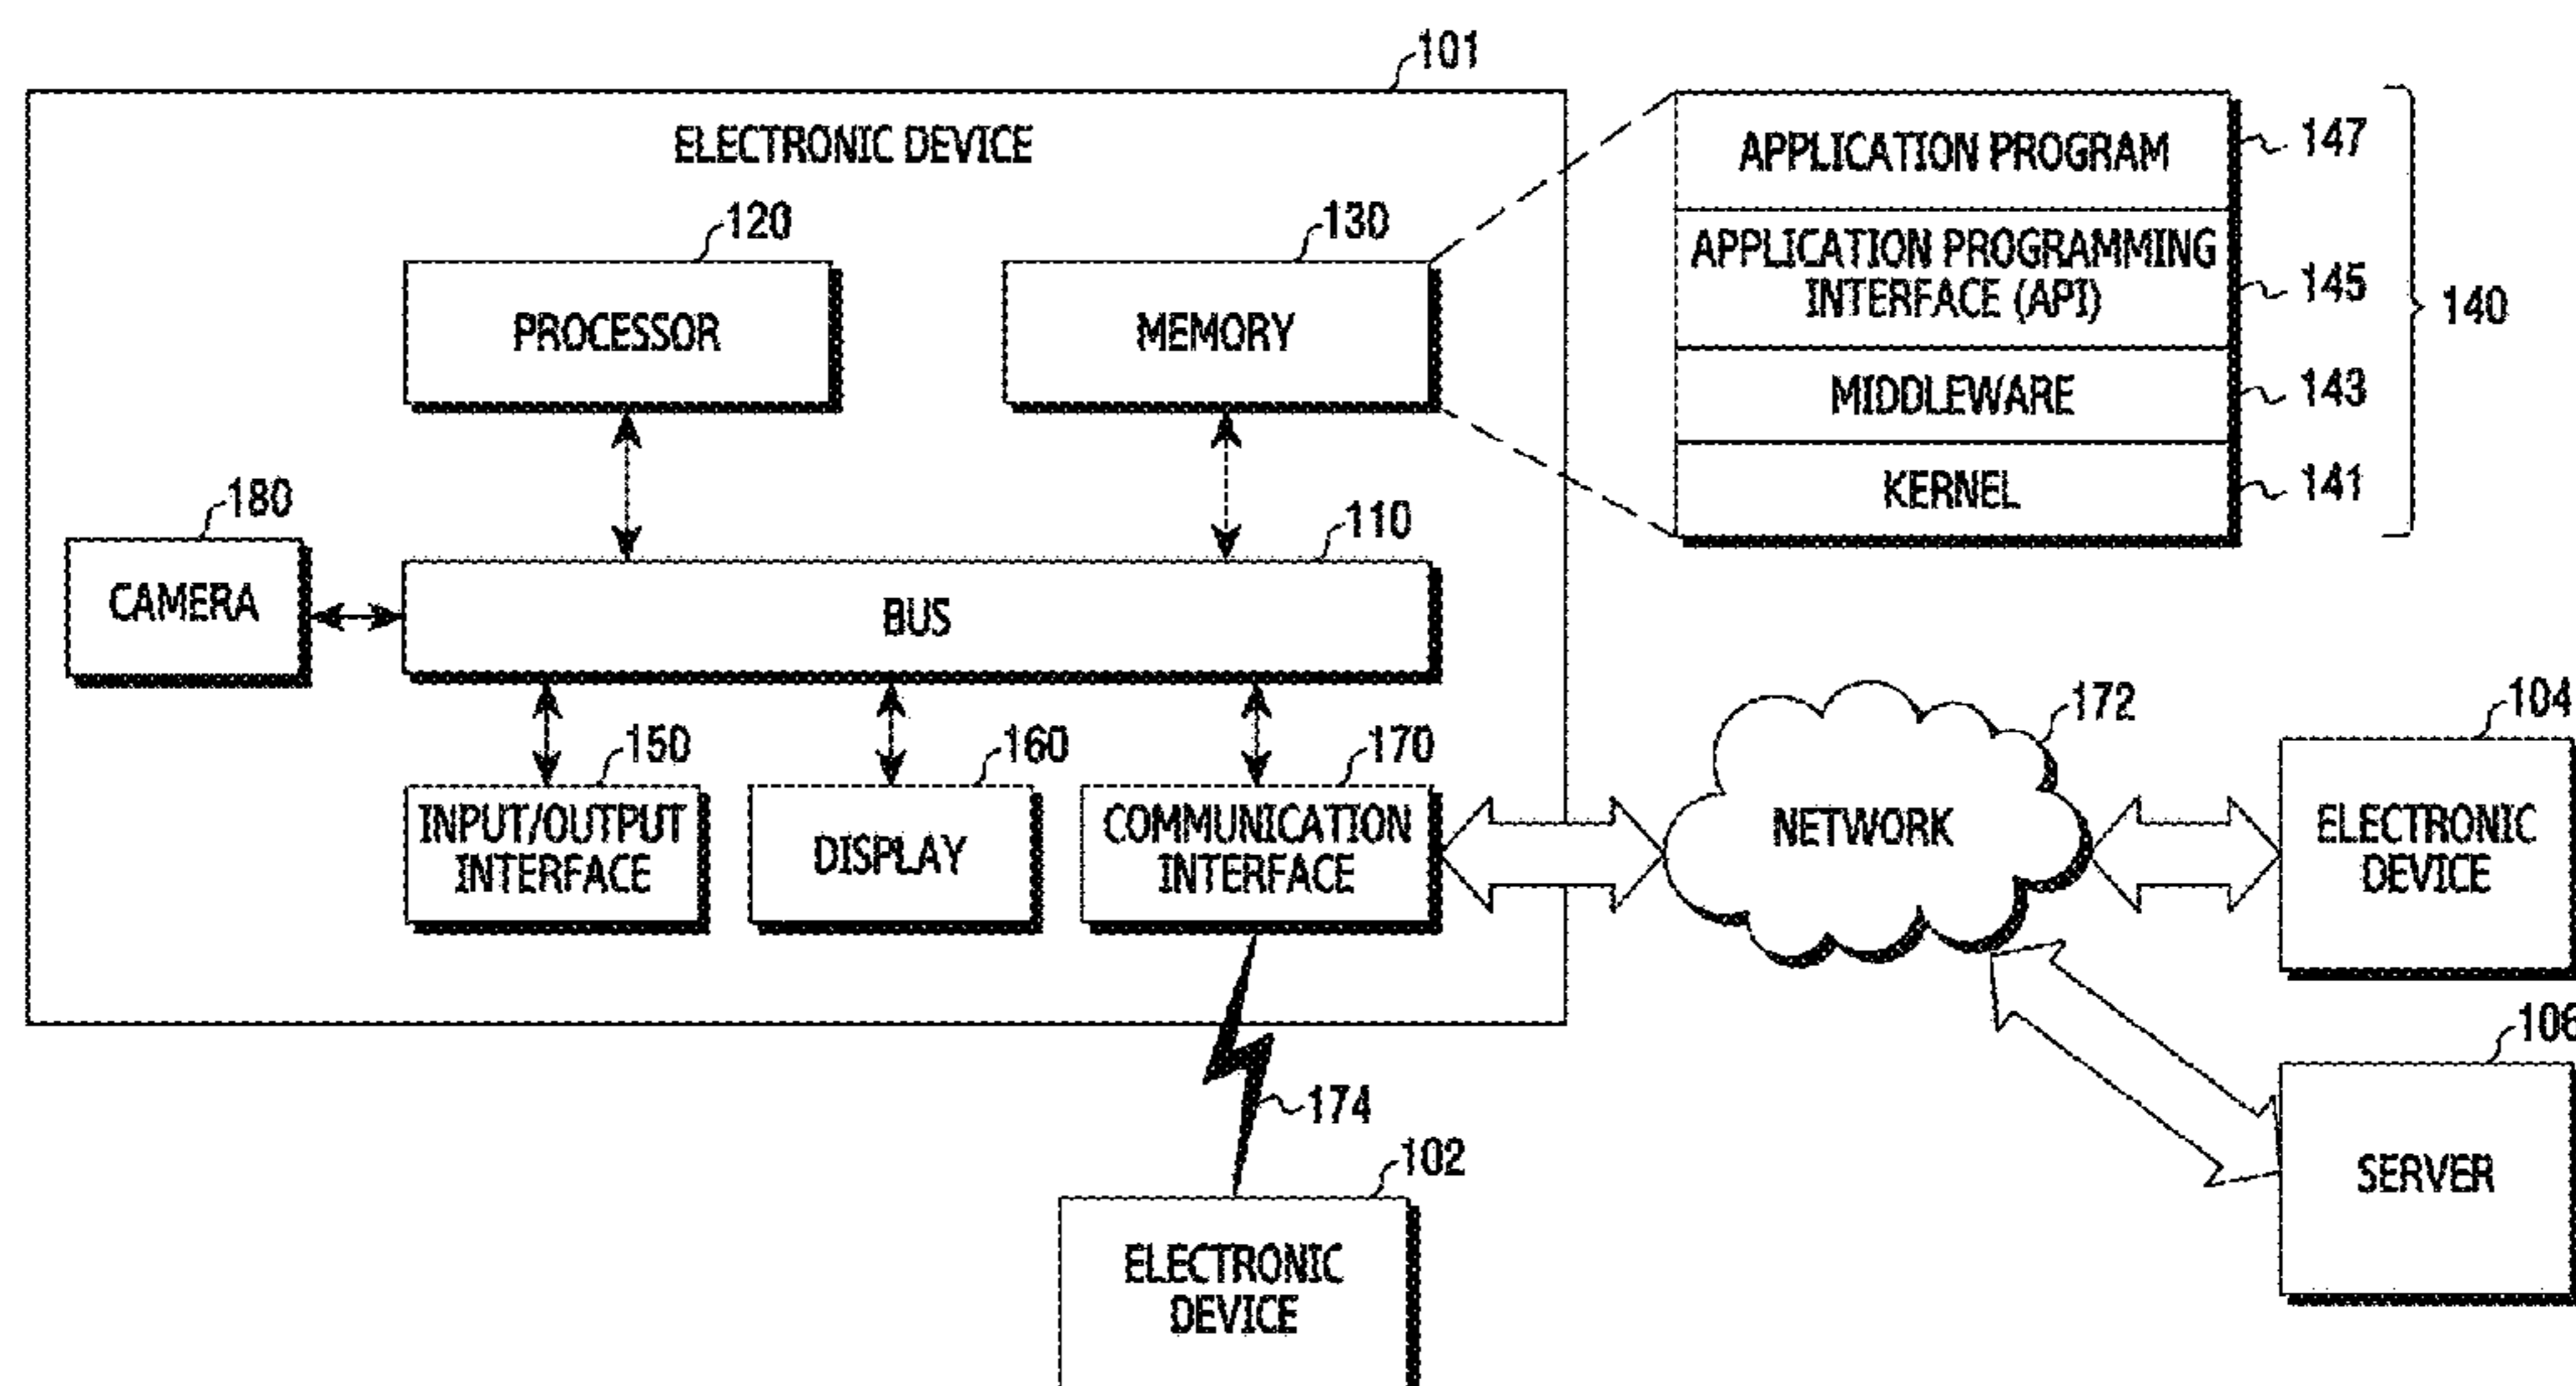 101
ELECTRONIC DEVICE
120
PROCESSOR
130
MEMORY
APPLICATION PROGRAM
147
APPLICATION PROGRAMMING
INTERFACE (API)
145
140
MIDDLEWARE
143
KERNEL
141
180
CAMERA
110
BUS
150
INPUT/OUTPUT
INTERFACE
160
DISPLAY
170
COMMUNICATION
INTERFACE
172
NETWORK
104
ELECTRONIC
DEVICE
106
SERVER
174
102
ELECTRONIC
DEVICE